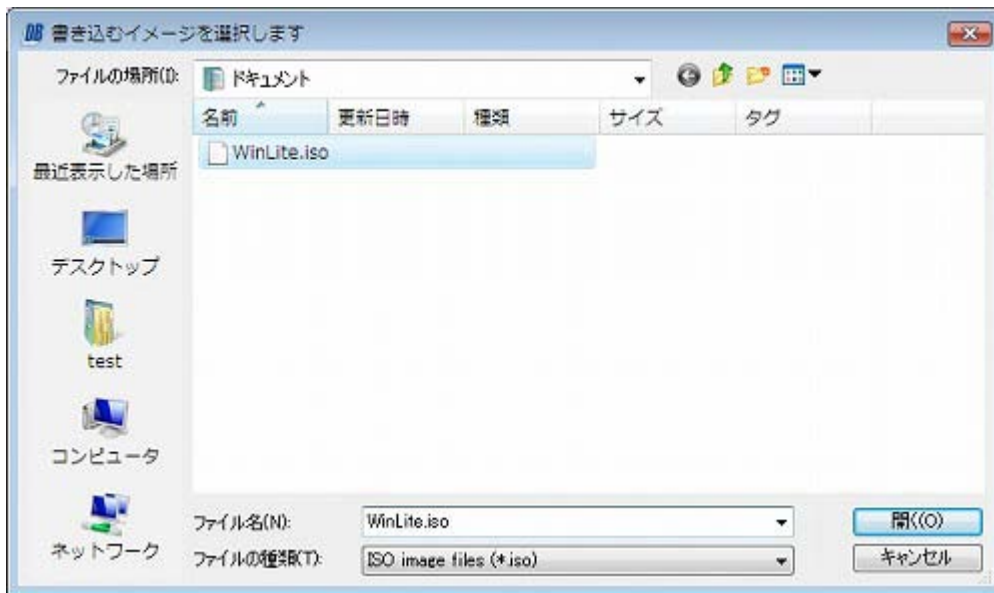 DB 書き込むイメージを選択します
ファイルの場所(I): ドキュメント
名前 更新日時 種類 サイズ タグ
WinLite.iso
最近表示した場所
デスクトップ
test
コンピュータ
ネットワーク
ファイル名(N): WinLite.iso 開く(O)
ファイルの種類(T): ISO image files (*.iso) キャンセル